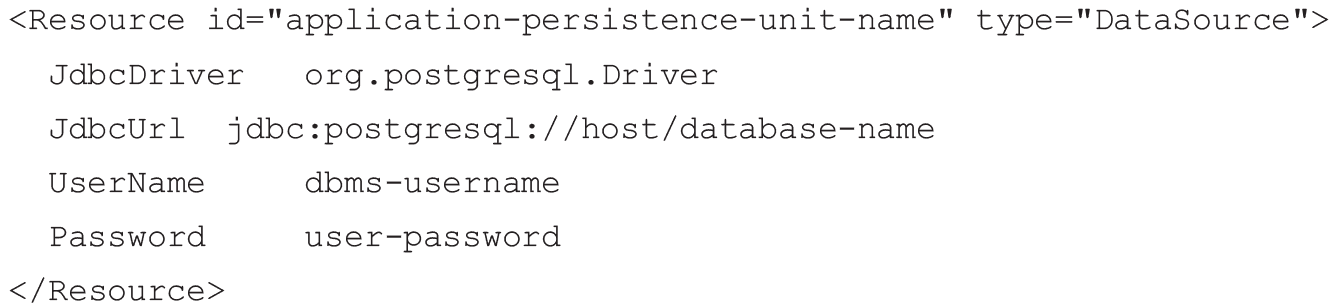 <Resource id="application-persistence-unit-name" type="DataSource">
  JdbcDriver   org.postgresql.Driver
  JdbcUrl  jdbc:postgresql://host/database-name
  UserName     dbms-username
  Password     user-password
</Resource>